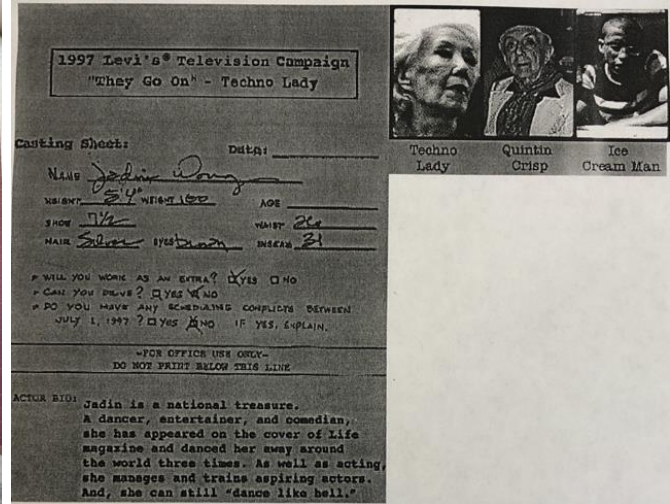 1997 Levi's® Television Campaign
"They Go On" - Techno Lady
Casting Sheet:
Date:
NAME Jadin Wong
HEIGHT 5'4" WEIGHT 100
AGE
SHOE 7½
WAIST 26
HAIR Silver EYES brown INSEAM 31
WILL YOU WORK AS AN EXTRA? YES NO
CAN YOU DRIVE? YES NO
DO YOU HAVE ANY SCHEDULING CONFLICTS BETWEEN
JULY 1, 1997? YES NO IF YES, EXPLAIN.
-FOR OFFICE USE ONLY-
DO NOT PRINT BELOW THIS LINE
ACTOR BIO:
Jadin is a national treasure.
A dancer, entertainer, and comedian,
she has appeared on the cover of Life
magazine and danced her away around
the world three times. As well as acting,
she manages and trains aspiring actors.
And, she can still "dance like hell."
Techno
Lady
Quintin
Crisp
Ice
Cream Man